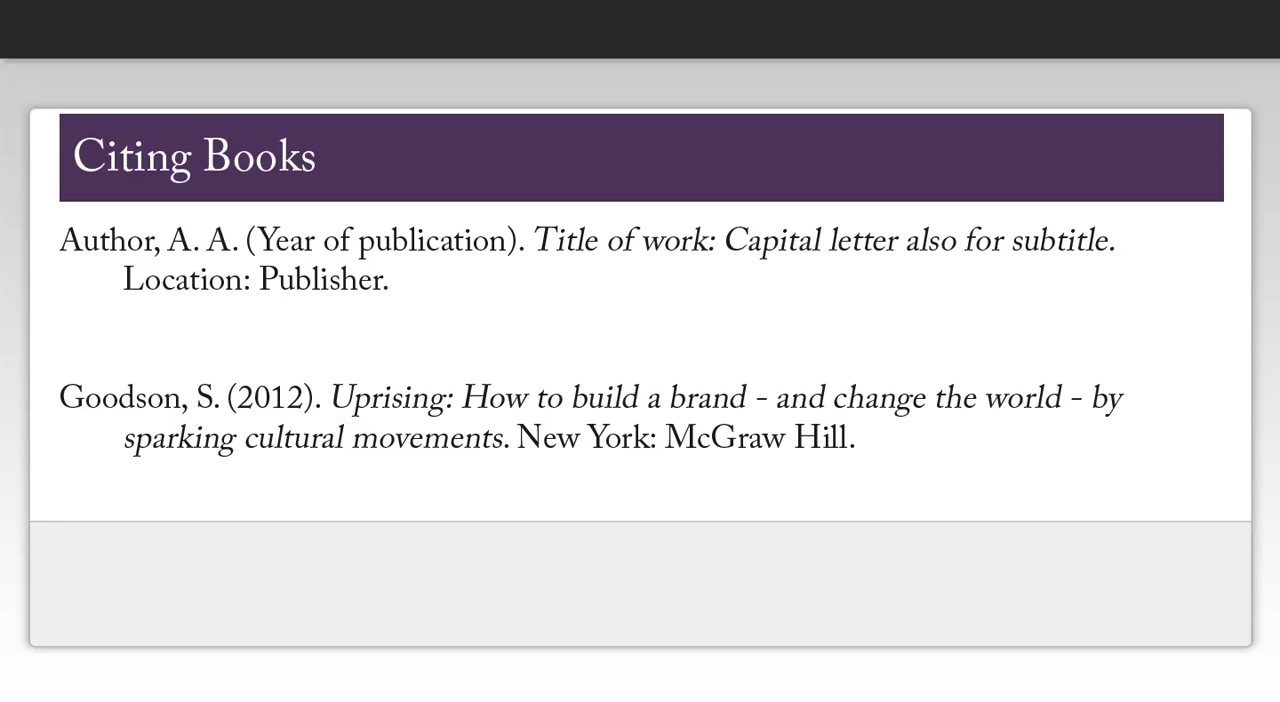 Citing Books
Author, A. A. (Year of publication). Title of work: Capital letter also for subtitle.
Location: Publisher.
Goodson, S. (2012). Uprising: How to build a brand - and change the world - by
sparking cultural movements. New York: McGraw Hill.